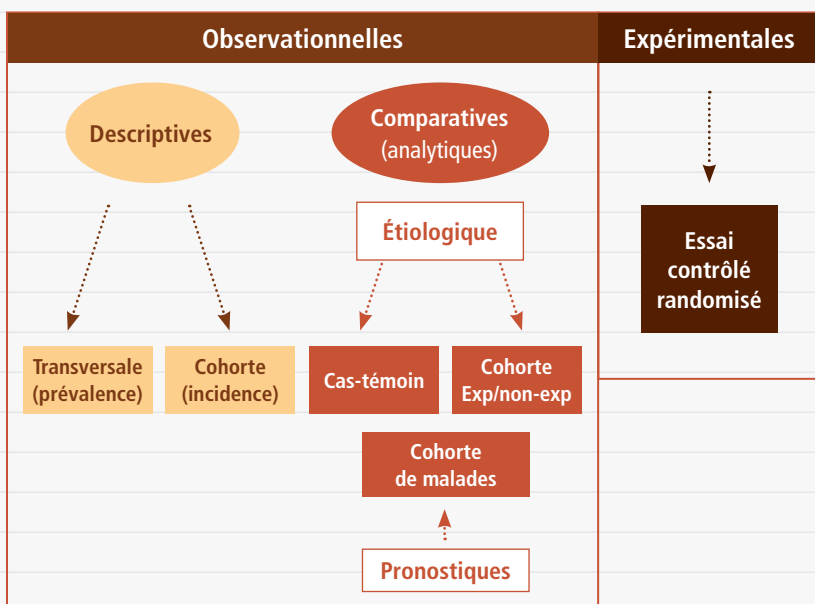 Observationnelles
Expérimentales
Descriptives
Comparatives
(analytiques)
Étiologique
Essai
contrôlé
randomisé
Transversale
(prévalence)
Cohorte
(incidence)
Cas-témoin
Cohorte
Exp/non-exp
Cohorte
de malades
Pronostiques